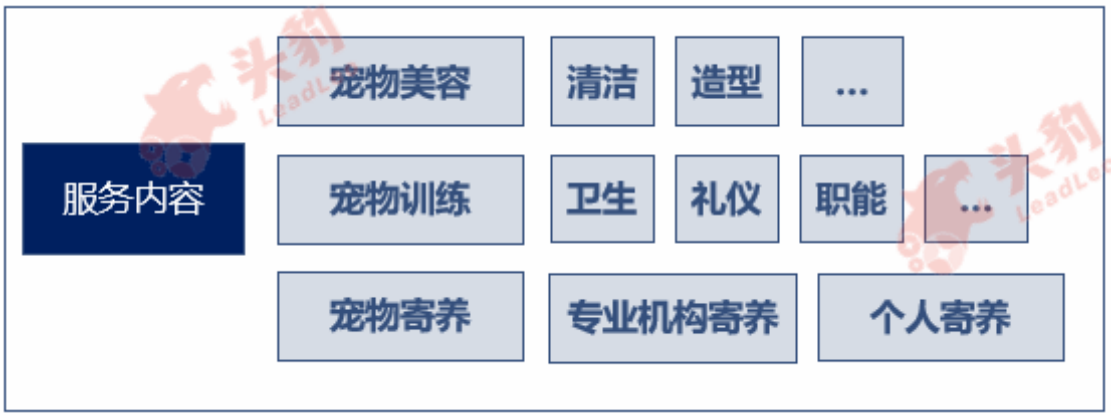 宠物美容 清洁 造型 ...
服务内容 宠物训练 卫生 礼仪 职能 ...
宠物寄养 专业机构寄养 个人寄养
头豹
LeadLeo
头豹
LeadLeo